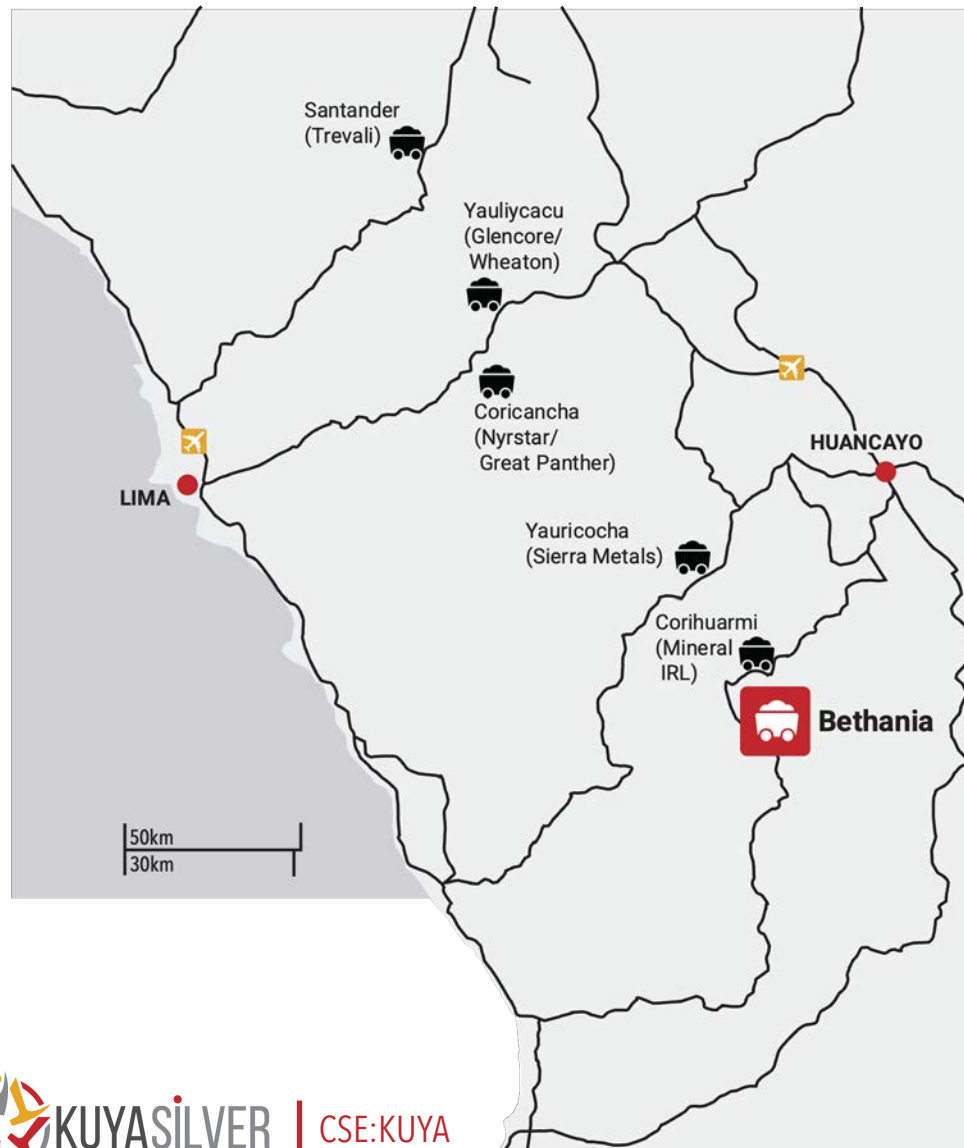 Santander
(Trevali)
Yauliycacu
(Glencore/
Wheaton)
Coricancha
(Nyrstar/
Great Panther)
HUANCAYO
LIMA
Yauricocha
(Sierra Metals)
Corihuarmi
(Mineral
IRL)
Bethania
50km
30km
KUYASILVER | CSE:KUYA